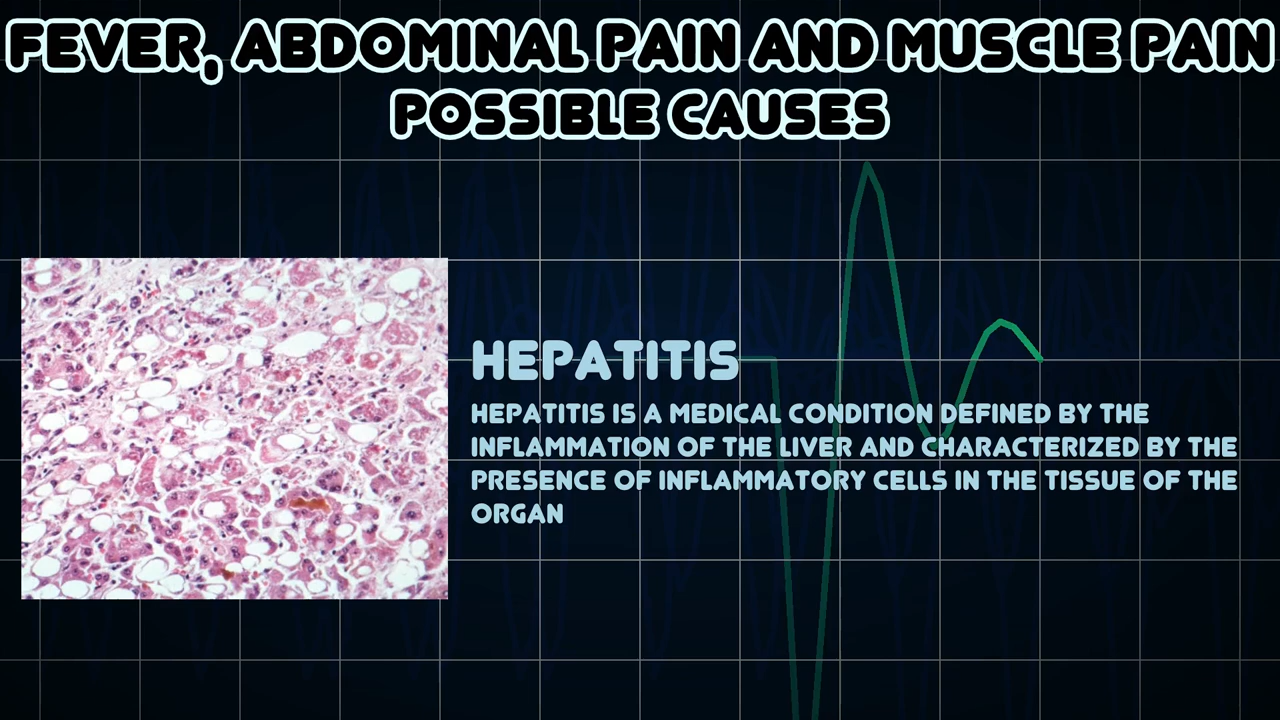 FEVER, ABDOMINAL PAIN AND MUSCLE PAIN
POSSIBLE CAUSES
HEPATITIS
HEPATITIS IS A MEDICAL CONDITION DEFINED BY THE
INFLAMMATION OF THE LIVER AND CHARACTERIZED BY THE
PRESENCE OF INFLAMMATORY CELLS IN THE TISSUE OF THE
ORGAN